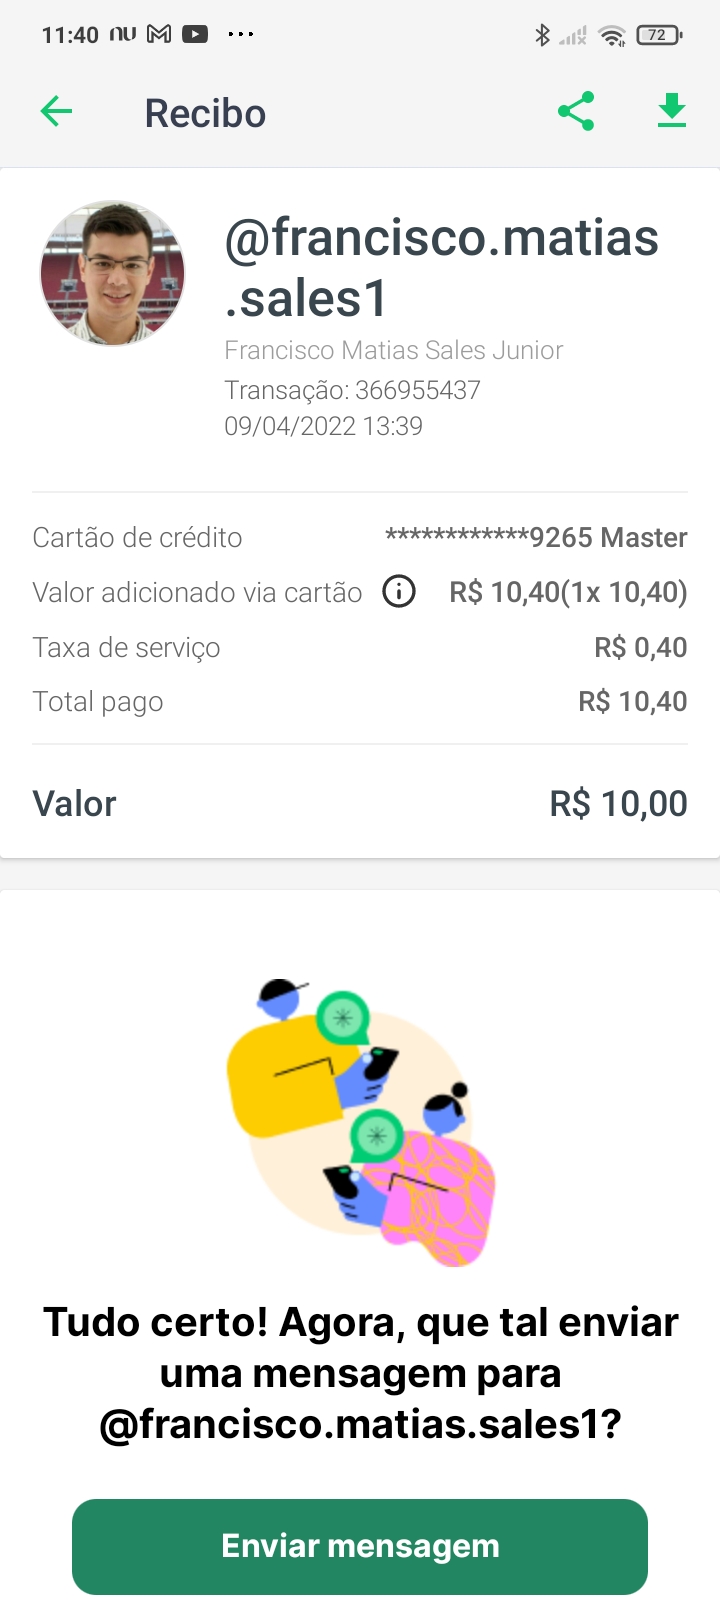 11:40
72
Recibo
@francisco.matias
.sales1
Francisco Matias Sales Junior
Transação: 366955437
09/04/2022 13:39
Cartão de crédito ************9265 Master
Valor adicionado via cartão R$ 10,40(1x 10,40)
Taxa de serviço R$ 0,40
Total pago R$ 10,40
Valor R$ 10,00
Tudo certo! Agora, que tal enviar
uma mensagem para
@francisco.matias.sales1?
Enviar mensagem